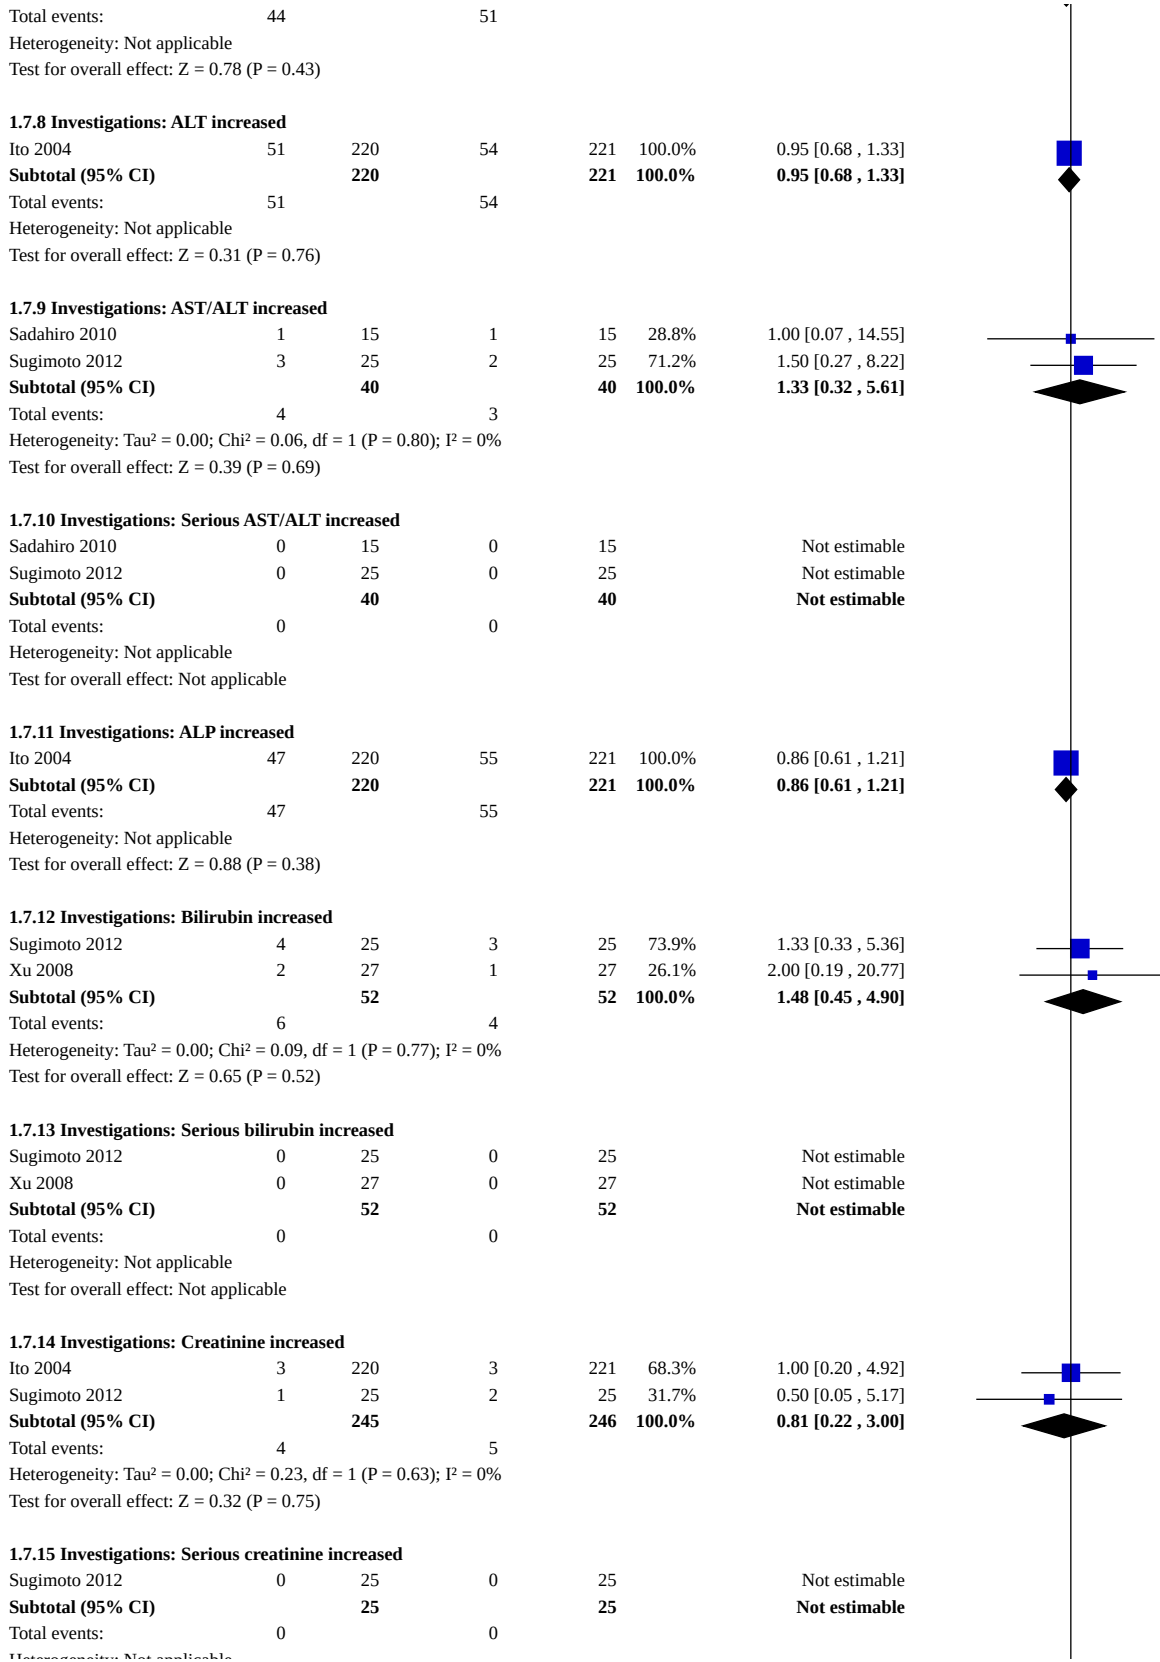 Total events: 44 51
Heterogeneity: Not applicable
Test for overall effect: Z = 0.78 (P = 0.43)
1.7.8 Investigations: ALT increased
Ito 2004 51 220 54 221 100.0% 0.95 [0.68 , 1.33]
Subtotal (95% CI) 220 221 100.0% 0.95 [0.68 , 1.33]
Total events: 51 54
Heterogeneity: Not applicable
Test for overall effect: Z = 0.31 (P = 0.76)
1.7.9 Investigations: AST/ALT increased
Sadahiro 2010 1 15 1 15 28.8% 1.00 [0.07 , 14.55]
Sugimoto 2012 3 25 2 25 71.2% 1.50 [0.27 , 8.22]
Subtotal (95% CI) 40 40 100.0% 1.33 [0.32 , 5.61]
Total events: 4 3
Heterogeneity: Tau² = 0.00; Chi² = 0.06, df = 1 (P = 0.80); I² = 0%
Test for overall effect: Z = 0.39 (P = 0.69)
1.7.10 Investigations: Serious AST/ALT increased
Sadahiro 2010 0 15 0 15 Not estimable
Sugimoto 2012 0 25 0 25 Not estimable
Subtotal (95% CI) 40 40 Not estimable
Total events: 0 0
Heterogeneity: Not applicable
Test for overall effect: Not applicable
1.7.11 Investigations: ALP increased
Ito 2004 47 220 55 221 100.0% 0.86 [0.61 , 1.21]
Subtotal (95% CI) 220 221 100.0% 0.86 [0.61 , 1.21]
Total events: 47 55
Heterogeneity: Not applicable
Test for overall effect: Z = 0.88 (P = 0.38)
1.7.12 Investigations: Bilirubin increased
Sugimoto 2012 4 25 3 25 73.9% 1.33 [0.33 , 5.36]
Xu 2008 2 27 1 27 26.1% 2.00 [0.19 , 20.77]
Subtotal (95% CI) 52 52 100.0% 1.48 [0.45 , 4.90]
Total events: 6 4
Heterogeneity: Tau² = 0.00; Chi² = 0.09, df = 1 (P = 0.77); I² = 0%
Test for overall effect: Z = 0.65 (P = 0.52)
1.7.13 Investigations: Serious bilirubin increased
Sugimoto 2012 0 25 0 25 Not estimable
Xu 2008 0 27 0 27 Not estimable
Subtotal (95% CI) 52 52 Not estimable
Total events: 0 0
Heterogeneity: Not applicable
Test for overall effect: Not applicable
1.7.14 Investigations: Creatinine increased
Ito 2004 3 220 3 221 68.3% 1.00 [0.20 , 4.92]
Sugimoto 2012 1 25 2 25 31.7% 0.50 [0.05 , 5.17]
Subtotal (95% CI) 245 246 100.0% 0.81 [0.22 , 3.00]
Total events: 4 5
Heterogeneity: Tau² = 0.00; Chi² = 0.23, df = 1 (P = 0.63); I² = 0%
Test for overall effect: Z = 0.32 (P = 0.75)
1.7.15 Investigations: Serious creatinine increased
Sugimoto 2012 0 25 0 25 Not estimable
Subtotal (95% CI) 25 25 Not estimable
Total events: 0 0
Heterogeneity: Not applicable